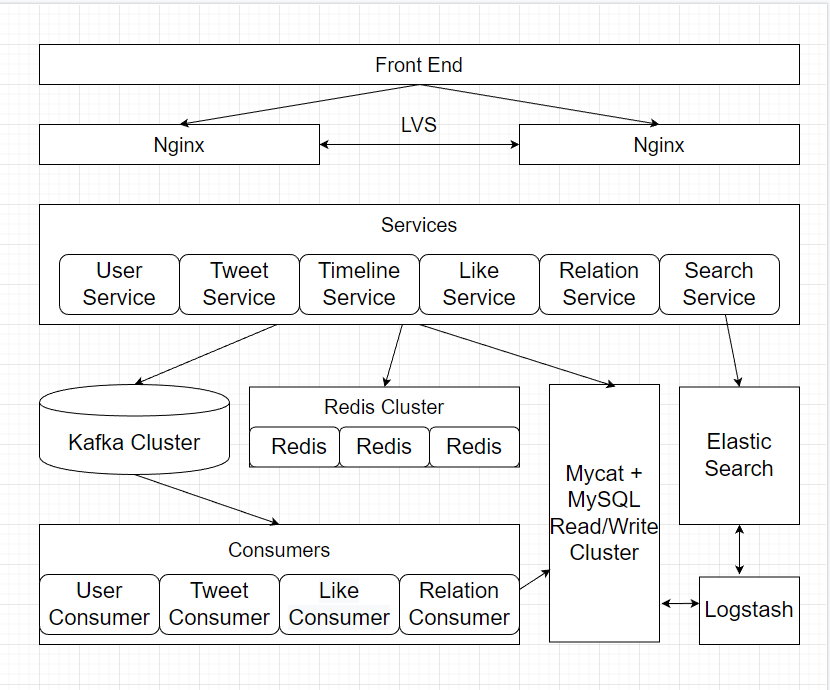 Front End
LVS
Nginx
Nginx
Services
User
Service
Tweet
Service
Timeline
Service
Like
Service
Relation
Service
Search
Service
Kafka Cluster
Redis Cluster
Redis
Redis
Redis
Mycat +
MySQL
Read/Write
Cluster
Elastic
Search
Consumers
User
Consumer
Tweet
Consumer
Like
Consumer
Relation
Consumer
Logstash